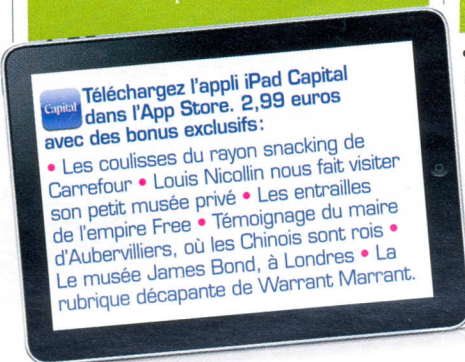 Capital
Téléchargez l'appli iPad Capital
dans l'App Store. 2,99 euros
avec des bonus exclusifs:
• Les coulisses du rayon snacking de
Carrefour • Louis Nicollin nous fait visiter
son petit musée privé • Les entrailles
de l'empire Free • Témoignage du maire
d'Aubervilliers, où les Chinois sont rois •
Le musée James Bond, à Londres • La
rubrique décapante de Warrant Marrant.